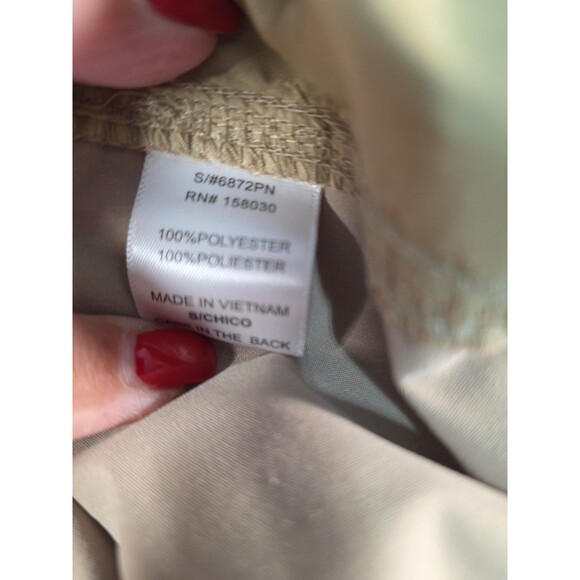 S/#6872PN
RN# 158030
100%POLYESTER
100%POLIESTER
MADE IN VIETNAM
S/CHICO
IN THE BACK